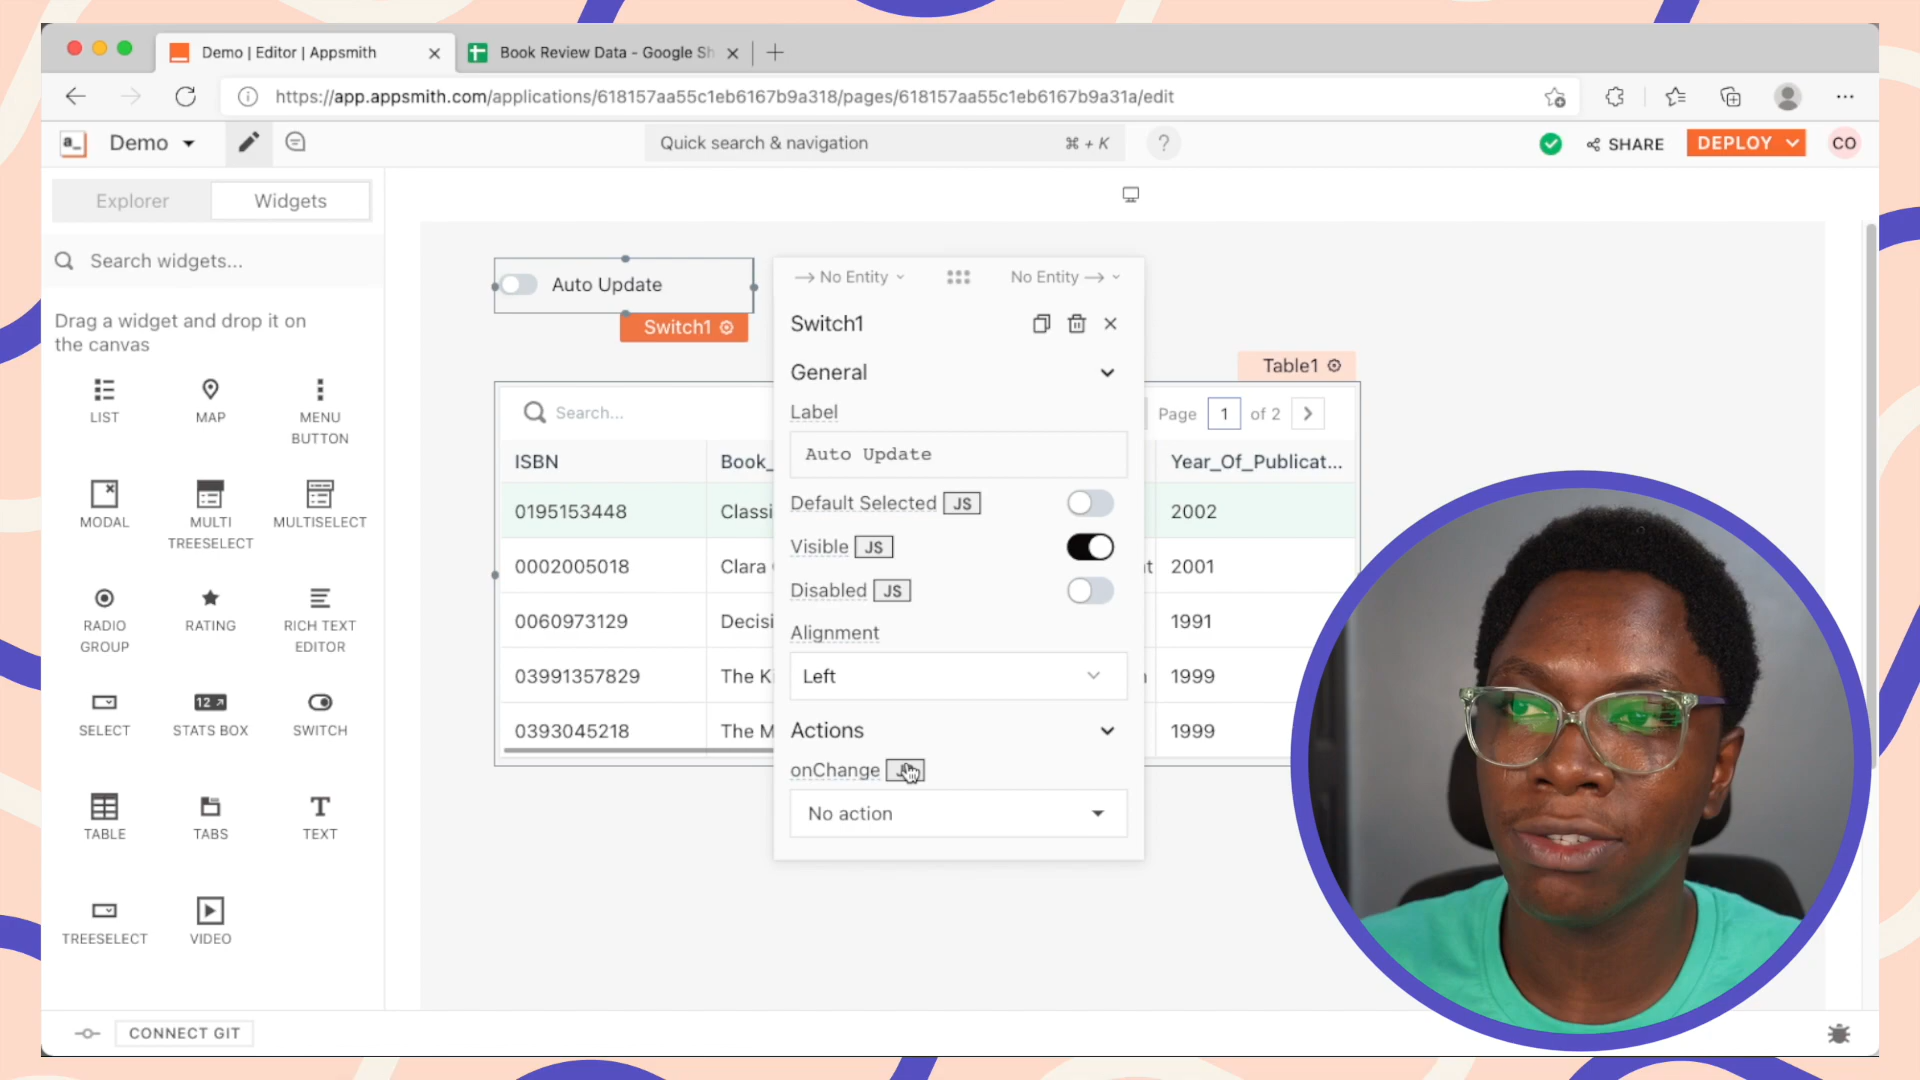 Demo | Editor | Appsmith
Book Review Data - Google Sh
https://app.appsmith.com/applications/618157aa55c1eb6167b9a318/pages/618157aa55c1eb6167b9a31a/edit
a_
Demo
Quick search & navigation
⌘ + K
?
SHARE
DEPLOY
CO
Explorer
Widgets
Search widgets...
Drag a widget and drop it on
the canvas
LIST
MAP
MENU
BUTTON
MODAL
MULTI
TREESELECT
MULTISELECT
RADIO
GROUP
RATING
RICH TEXT
EDITOR
SELECT
12
STATS BOX
SWITCH
TABLE
TABS
TEXT
TREESELECT
VIDEO
CONNECT GIT
Auto Update
Switch1
Table1
Search...
Page 1 of 2
ISBN
Book_
Year_Of_Publicat...
0195153448
Classi
2002
0002005018
Clara
t
2001
0060973129
Decisi
1991
03991357829
The Ki
1999
0393045218
The M
1999
No Entity
No Entity
Switch1
General
Label
Auto Update
Default Selected JS
Visible JS
Disabled JS
Alignment
Left
Actions
onChange
No action